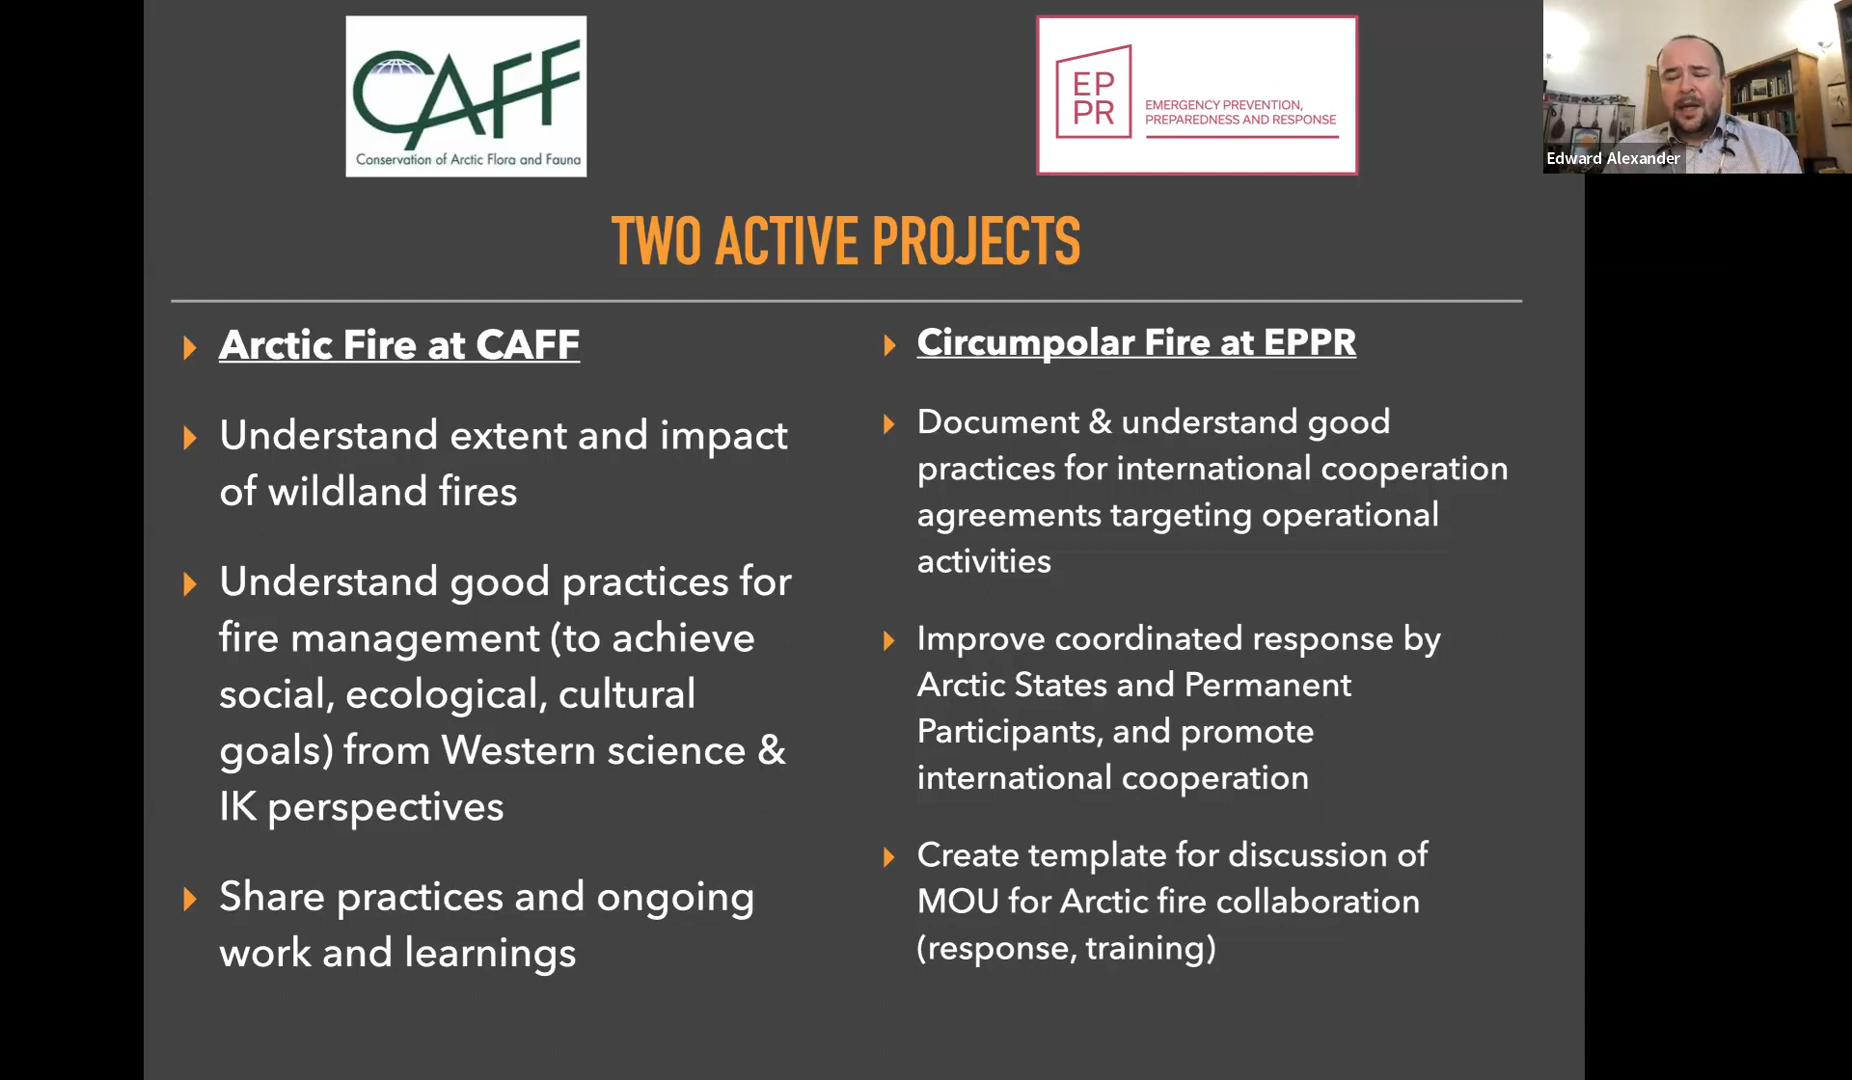 CAFF
Conservation of Arctic Flora and Fauna
EP
PR
EMERGENCY PREVENTION,
PREPAREDNESS AND RESPONSE
Edward Alexander
TWO ACTIVE PROJECTS
Arctic Fire at CAFF
Understand extent and impact
of wildland fires
Understand good practices for
fire management (to achieve
social, ecological, cultural
goals) from Western science &
IK perspectives
Share practices and ongoing
work and learnings
Circumpolar Fire at EPPR
Document & understand good
practices for international cooperation
agreements targeting operational
activities
Improve coordinated response by
Arctic States and Permanent
Participants, and promote
international cooperation
Create template for discussion of
MOU for Arctic fire collaboration
(response, training)